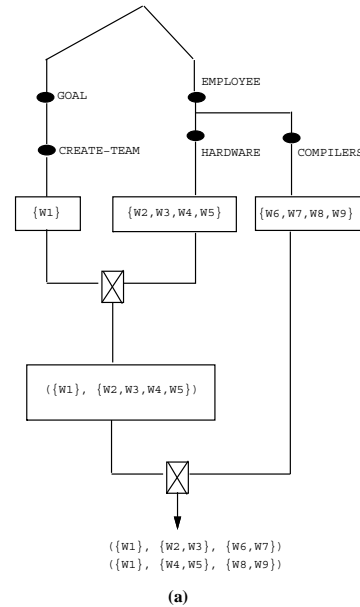 EMPLOYEE
GOAL
CREATE-TEAM
HARDWARE
COMPILERS
{W1}
{W2,W3,W4,W5}
{W6,W7,W8,W9}
({W1}, {W2,W3,W4,W5})
({W1}, {W2,W3}, {W6,W7})
({W1}, {W4,W5}, {W8,W9})
(a)